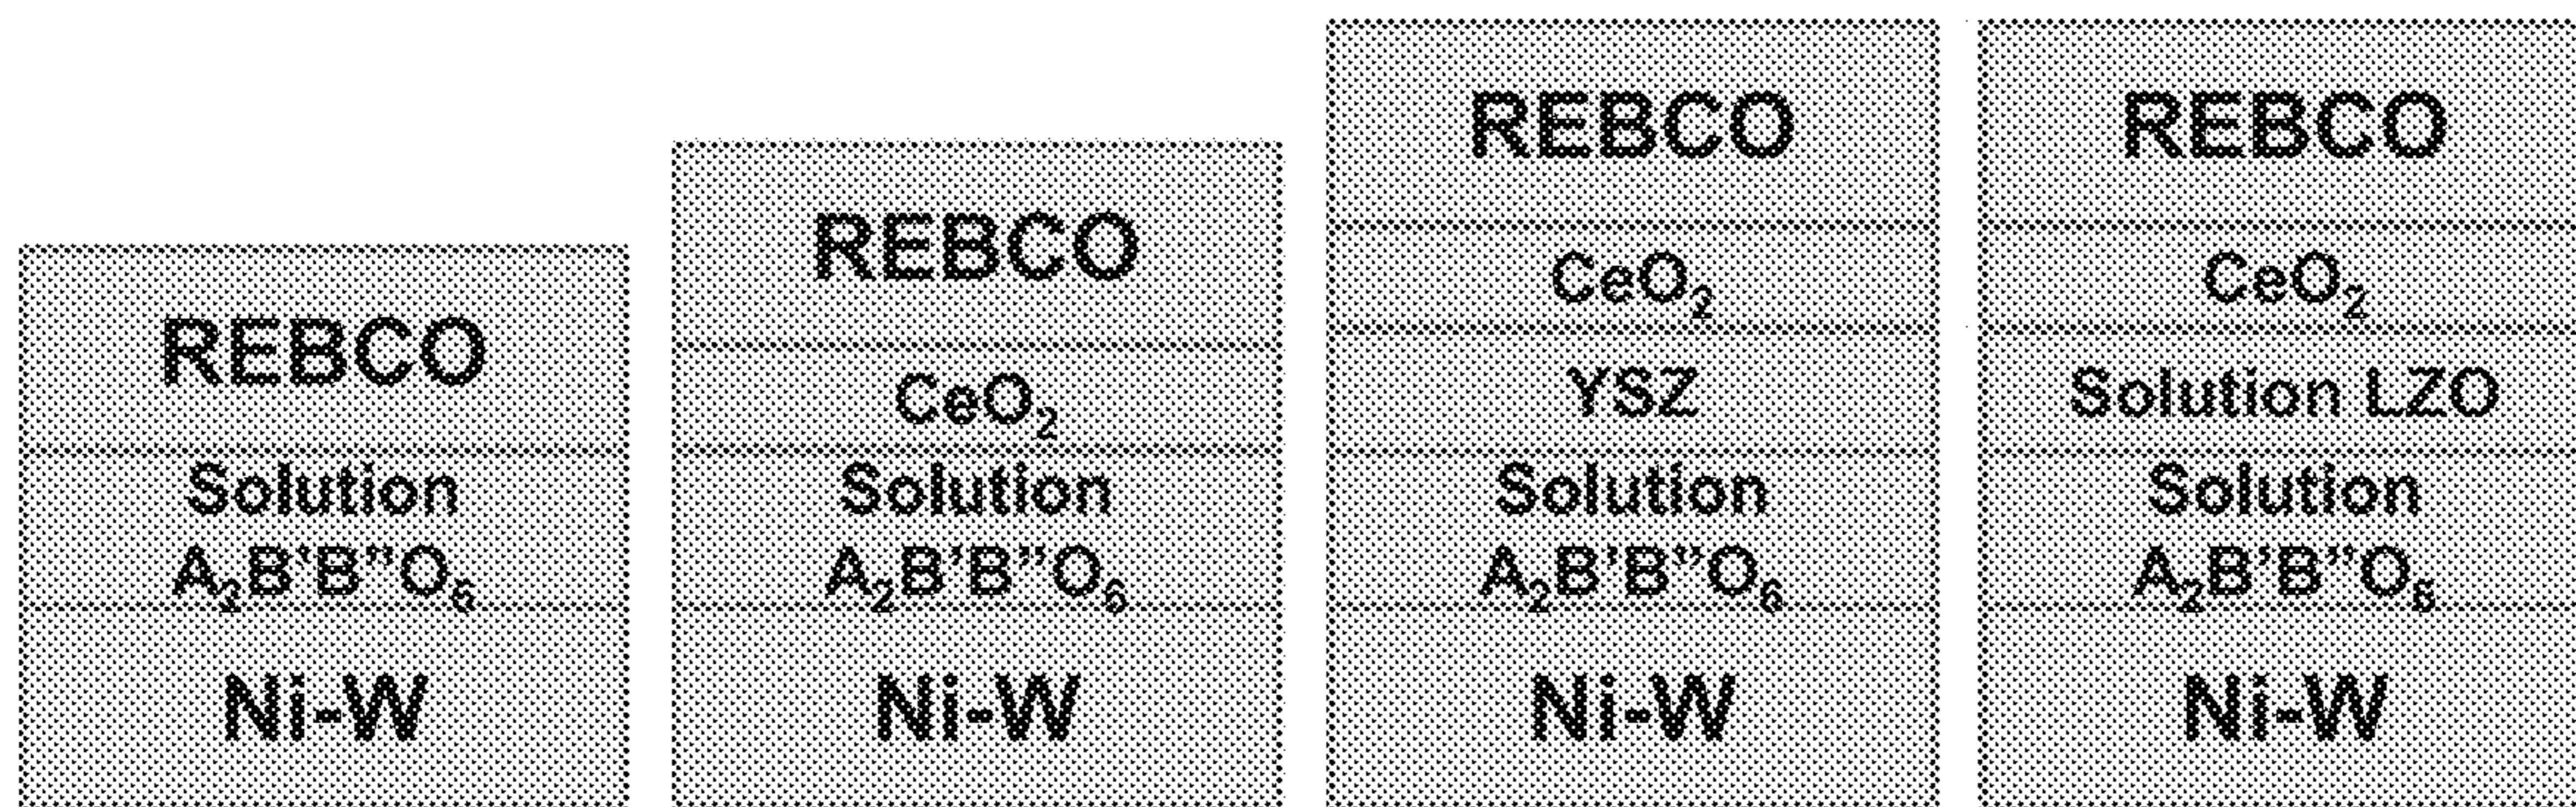 REBCO
Solution
A₂B'B"O₆
Ni-W
REBCO
CeO₂
Solution
A₂B'B"O₆
Ni-W
REBCO
CeO₂
YSZ
Solution
A₂B'B"O₆
Ni-W
REBCO
CeO₂
Solution LZO
Solution
A₂B'B"O₆
Ni-W